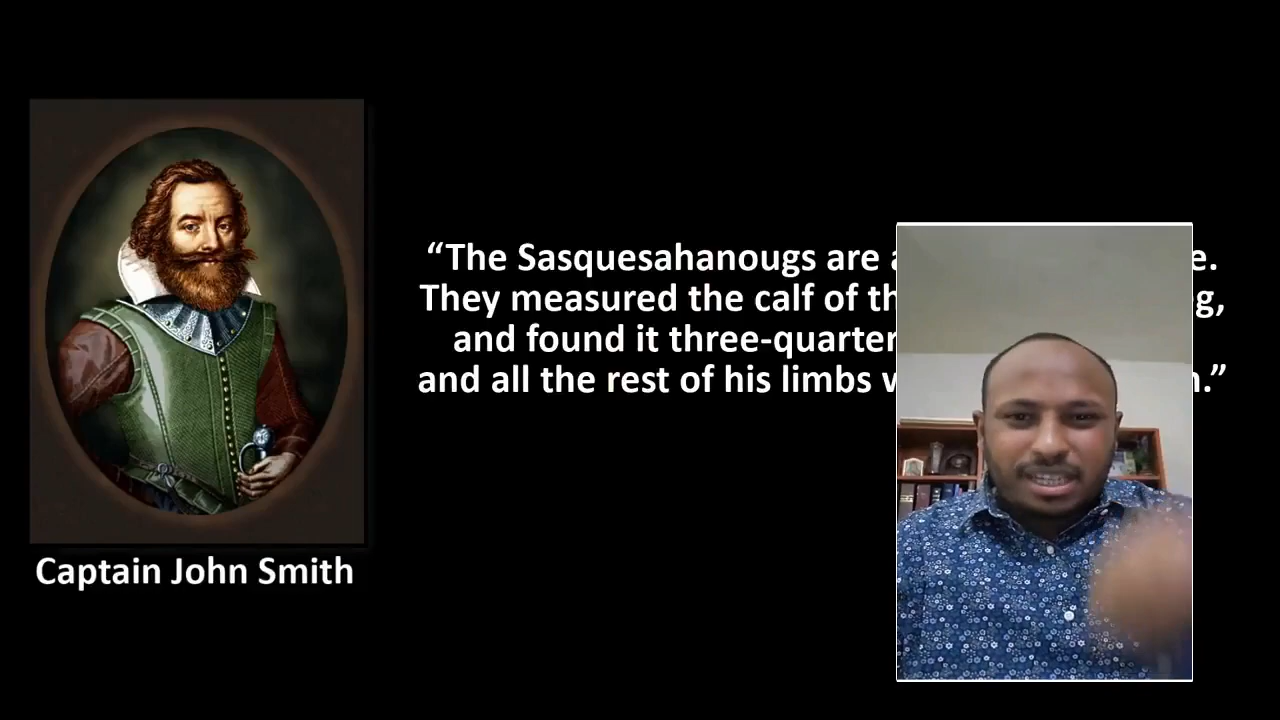 “The Sasquesahanougs are
They measured the calf of
and found it three-quarter
and all the rest of his limbs
Captain John Smith